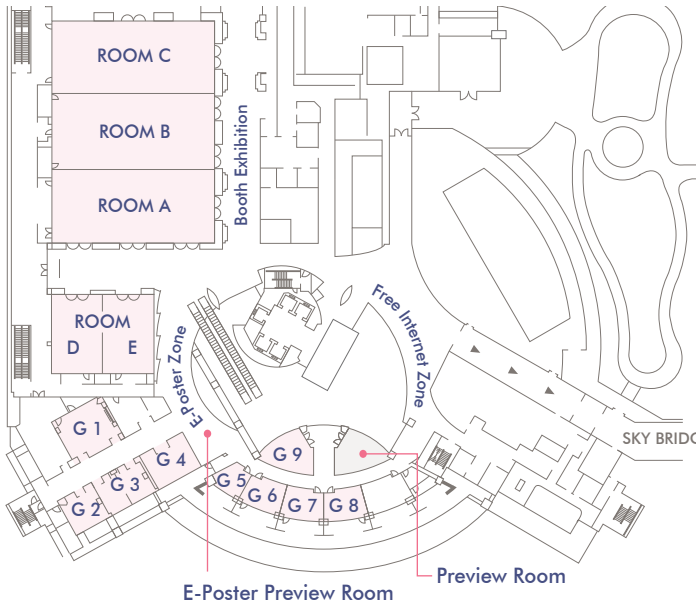 ROOM C
ROOM B
ROOM A
Booth Exhibition
ROOM
D E
E-Poster Zone
Free Internet Zone
G 1
G 2
G 3
G 4
G 5
G 6
G 7
G 8
G 9
SKY BRIDG
Preview Room
E-Poster Preview Room